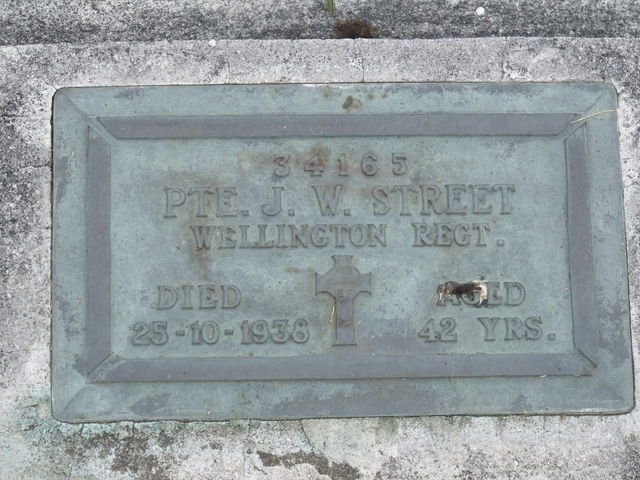 34165
PTE. J. W. STREET
WELLINGTON REGT.
DIED AGED
25-10-1938 42 YRS.